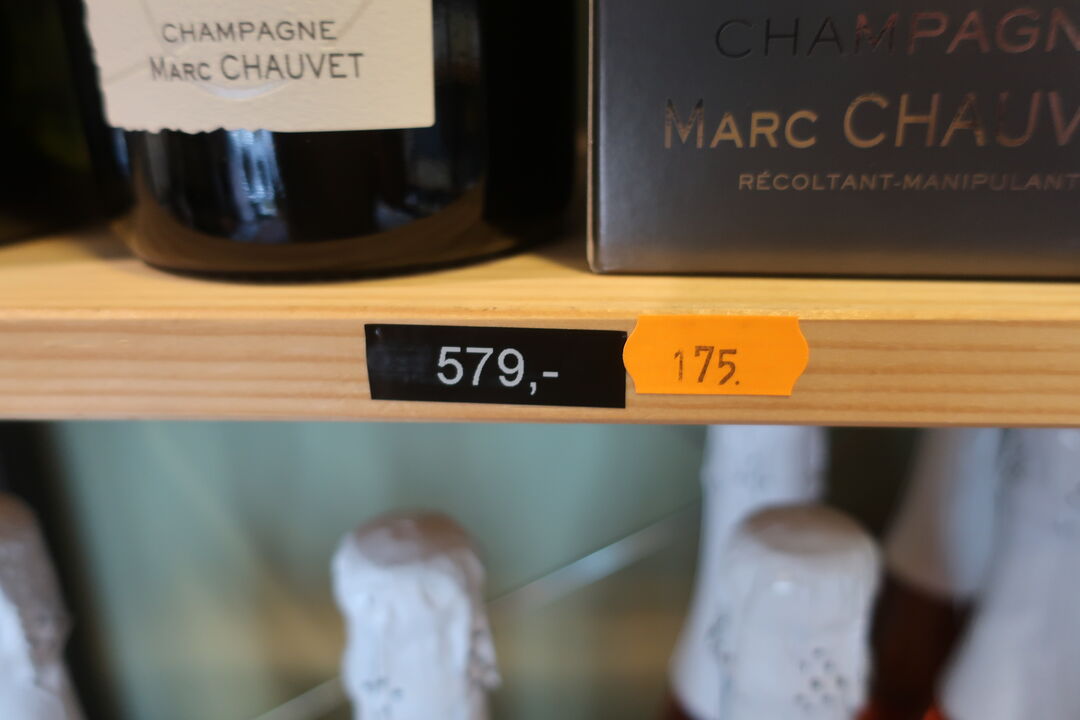 CHAMPAGNE
MARC CHAUVET
CHAMPAGN
MARC CHAUV
RÉCOLTANT-MANIPULANT
579,-
175.